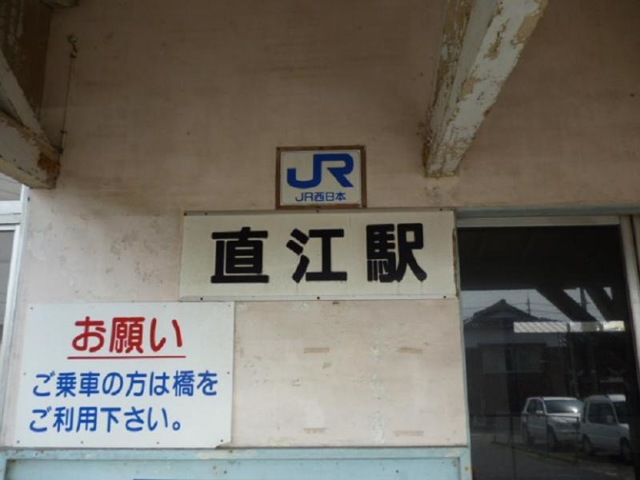 JR
JR西日本
直江駅
お願い
ご乗車の方は橋を
ご利用下さい。